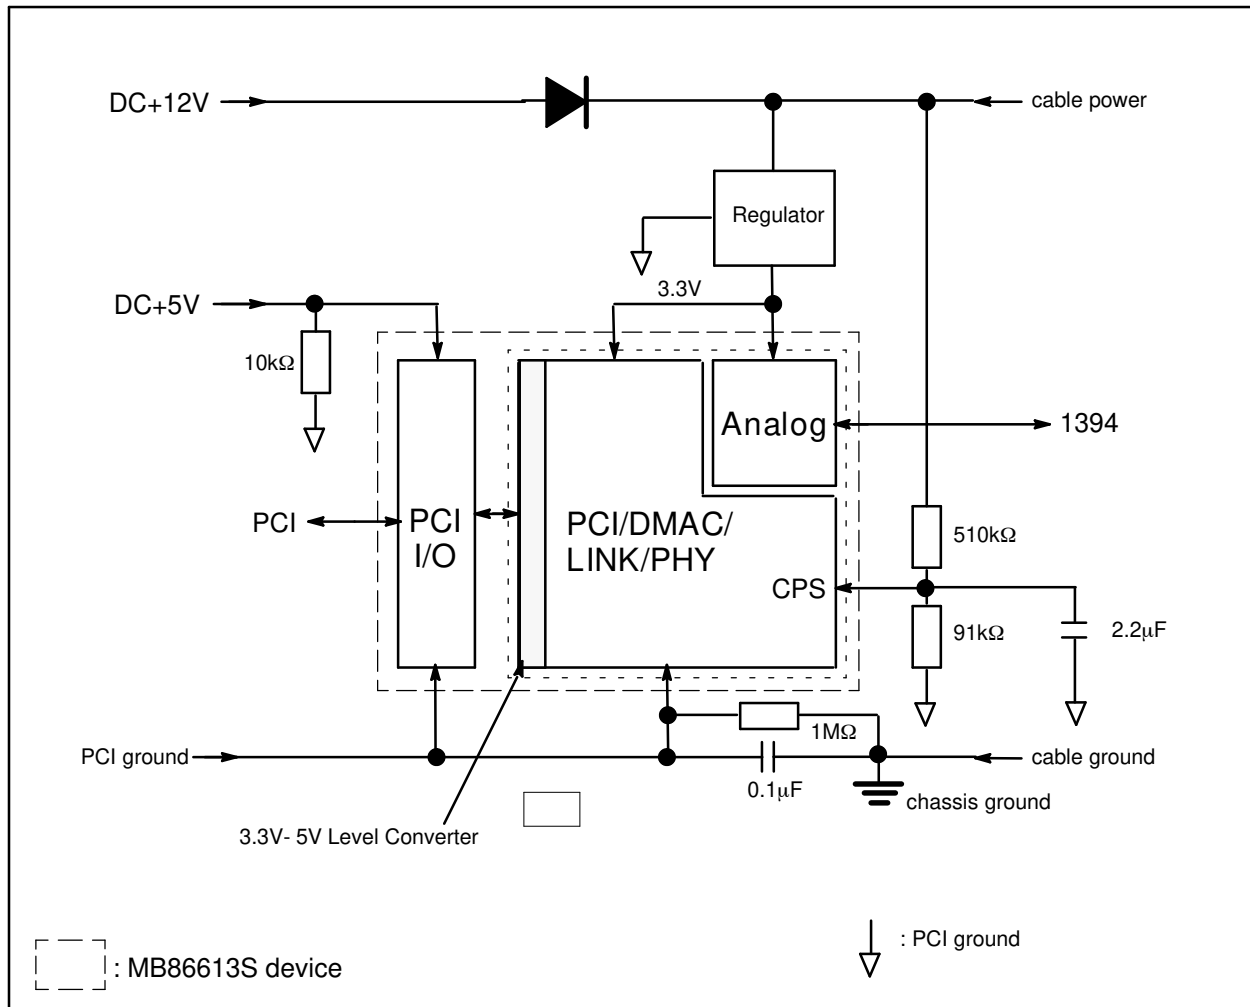 DC+12V
cable power
Regulator
3.3V
DC+5V
10kΩ
Analog
1394
PCI
PCI
I/O
PCI/DMAC/
LINK/PHY
510kΩ
CPS
91kΩ
2.2µF
1MΩ
PCI ground
cable ground
0.1µF
chassis ground
3.3V- 5V Level Converter
: PCI ground
: MB86613S device